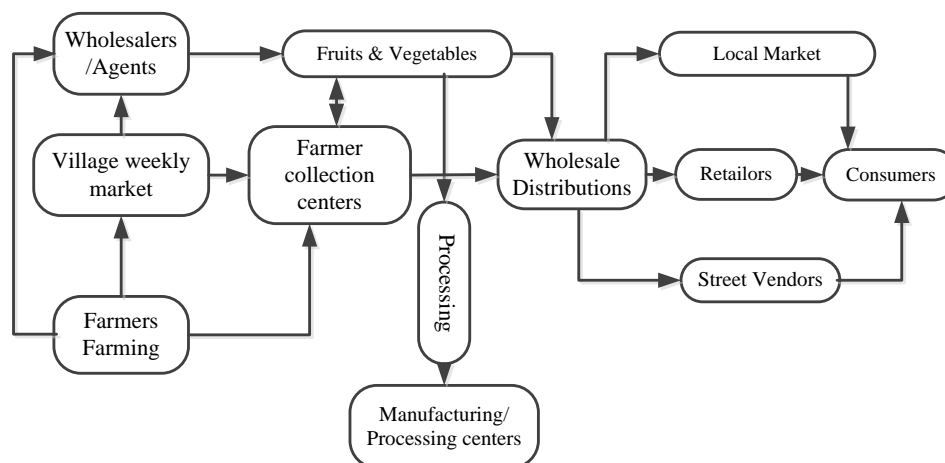 Wholesalers
/Agents
Fruits & Vegetables
Local Market
Village weekly
market
Farmer
collection
centers
Wholesale
Distributions
Retailors
Consumers
Processing
Street Vendors
Farmers
Farming
Manufacturing/
Processing centers